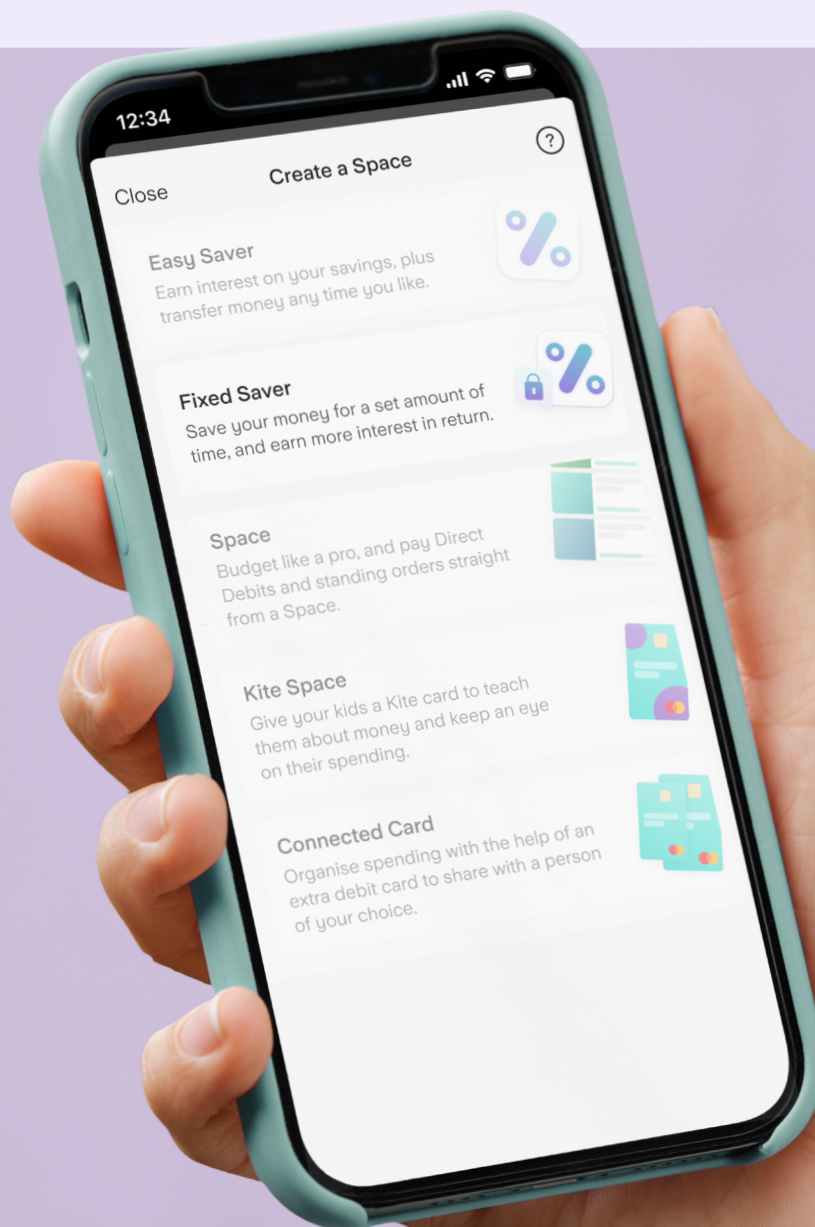 12:34
Close
Create a Space
?
Easy Saver
Earn interest on your savings, plus
transfer money any time you like.
Fixed Saver
Save your money for a set amount of
time, and earn more interest in return.
Space
Budget like a pro, and pay Direct
Debits and standing orders straight
from a Space.
Kite Space
Give your kids a Kite card to teach
them about money and keep an eye
on their spending.
Connected Card
Organise spending with the help of an
extra debit card to share with a person
of your choice.